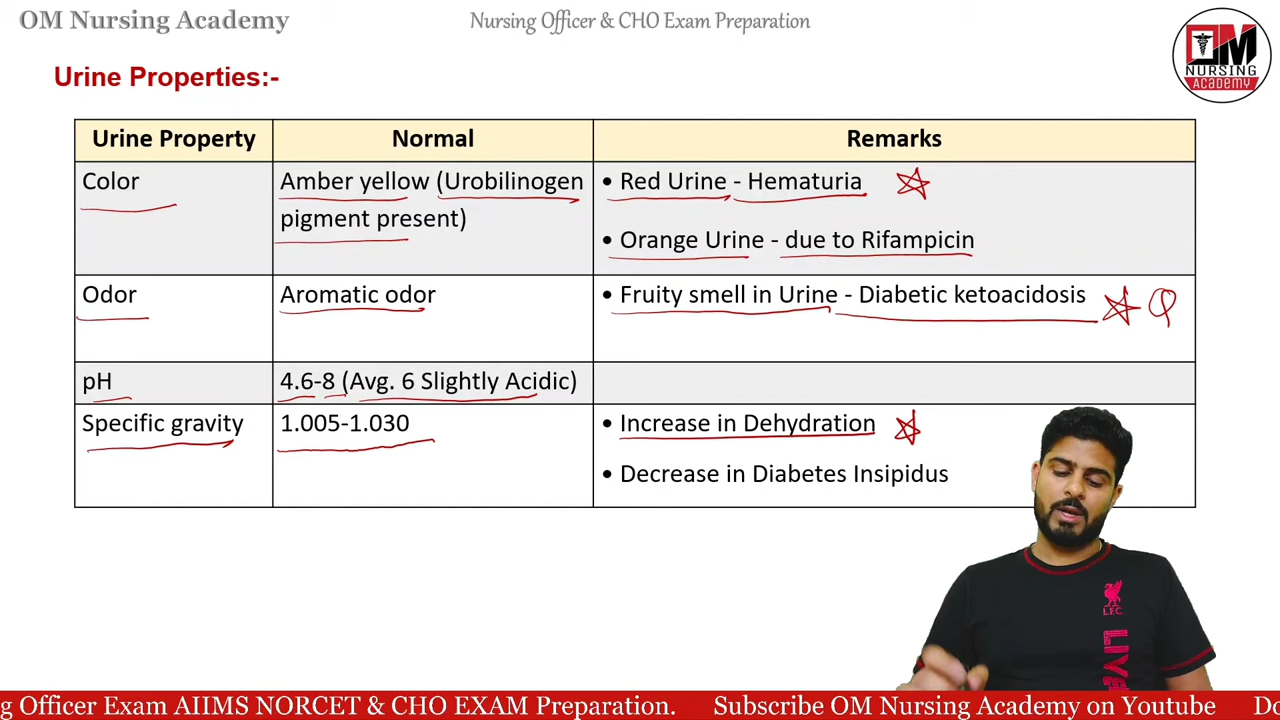 OM Nursing Academy
Nursing Officer & CHO Exam Preparation
OM
NURSING
ACADEMY
Urine Properties:-
Urine Property
Normal
Remarks
Color
Amber yellow (Urobilinogen
pigment present)
• Red Urine - Hematuria
• Orange Urine - due to Rifampicin
Odor
Aromatic odor
• Fruity smell in Urine - Diabetic ketoacidosis
Q
pH
4.6-8 (Avg. 6 Slightly Acidic)
Specific gravity
1.005-1.030
• Increase in Dehydration
• Decrease in Diabetes Insipidus
L.F.C.
g Officer Exam AIIMS NORCET & CHO EXAM Preparation. Subscribe OM Nursing Academy on Youtube Do